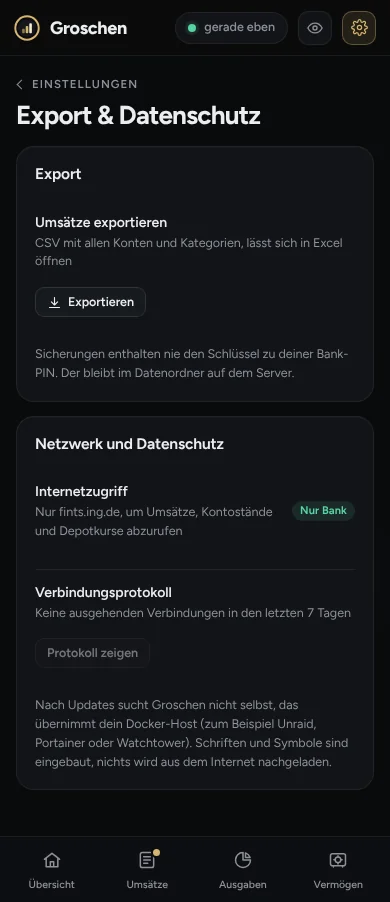 Groschen
gerade eben
EINSTELLUNGEN
Export & Datenschutz
Export
Umsätze exportieren
CSV mit allen Konten und Kategorien, lässt sich in Excel
öffnen
Exportieren
Sicherungen enthalten nie den Schlüssel zu deiner Bank-
PIN. Der bleibt im Datenordner auf dem Server.
Netzwerk und Datenschutz
Internetzugriff
Nur fints.ing.de, um Umsätze, Kontostände
und Depotkurse abzurufen
Nur Bank
Verbindungsprotokoll
Keine ausgehenden Verbindungen in den letzten 7 Tagen
Protokoll zeigen
Nach Updates sucht Groschen nicht selbst, das
übernimmt dein Docker-Host (zum Beispiel Unraid,
Portainer oder Watchtower). Schriften und Symbole sind
eingebaut, nichts wird aus dem Internet nachgeladen.
Übersicht
Umsätze
Ausgaben
Vermögen